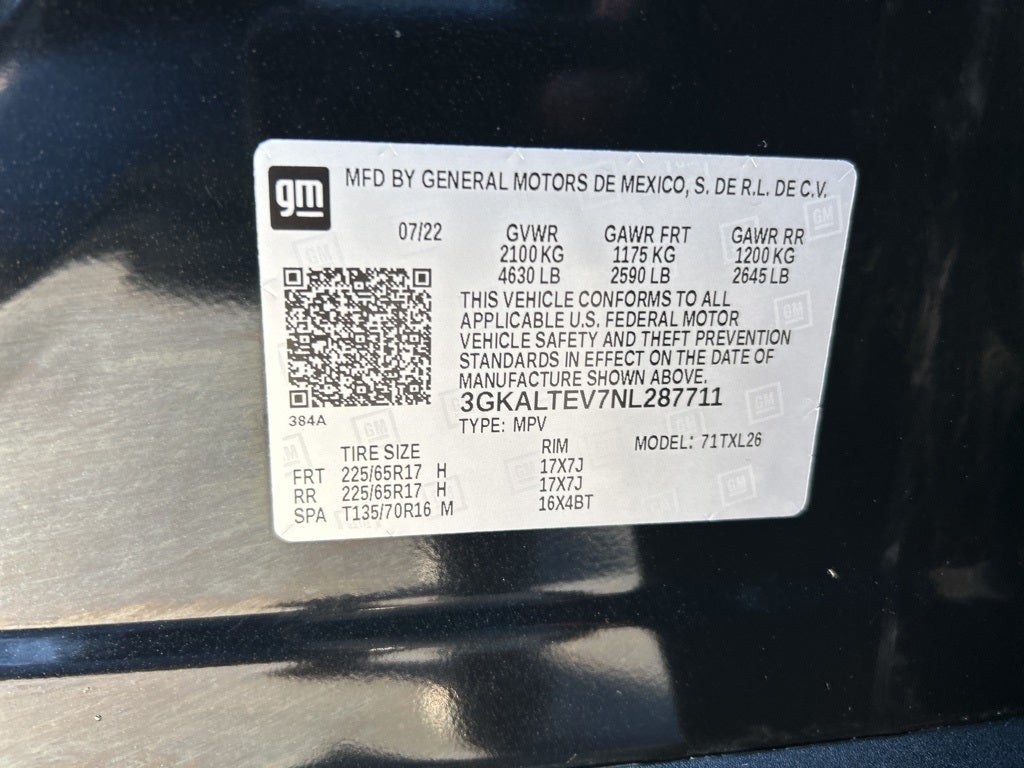 gm
MFD BY GENERAL MOTORS DE MEXICO, S. DE R.L. DE C.V.
07/22 GVWR GAWR FRT GAWR RR
2100 KG 1175 KG 1200 KG
4630 LB 2590 LB 2645 LB
THIS VEHICLE CONFORMS TO ALL
APPLICABLE U.S. FEDERAL MOTOR
VEHICLE SAFETY AND THEFT PREVENTION
STANDARDS IN EFFECT ON THE DATE OF
MANUFACTURE SHOWN ABOVE.
3GKALTEV7NL287711
384A
TYPE: MPV
TIRE SIZE RIM MODEL: 71TXL26
FRT 225/65R17 H 17X7J
RR 225/65R17 H 17X7J
SPA T135/70R16 M 16X4BT